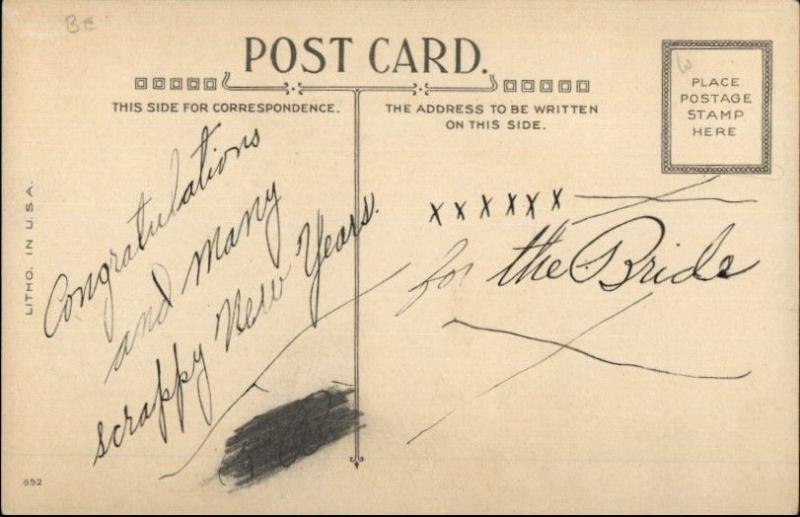 BE
POST CARD.
THIS SIDE FOR CORRESPONDENCE.
THE ADDRESS TO BE WRITTEN
ON THIS SIDE.
W
PLACE
POSTAGE
STAMP
HERE
LITHO. IN U.S.A.
Congratulations
and many
scrappy New Years.
x x x x x x
for the Bride
652